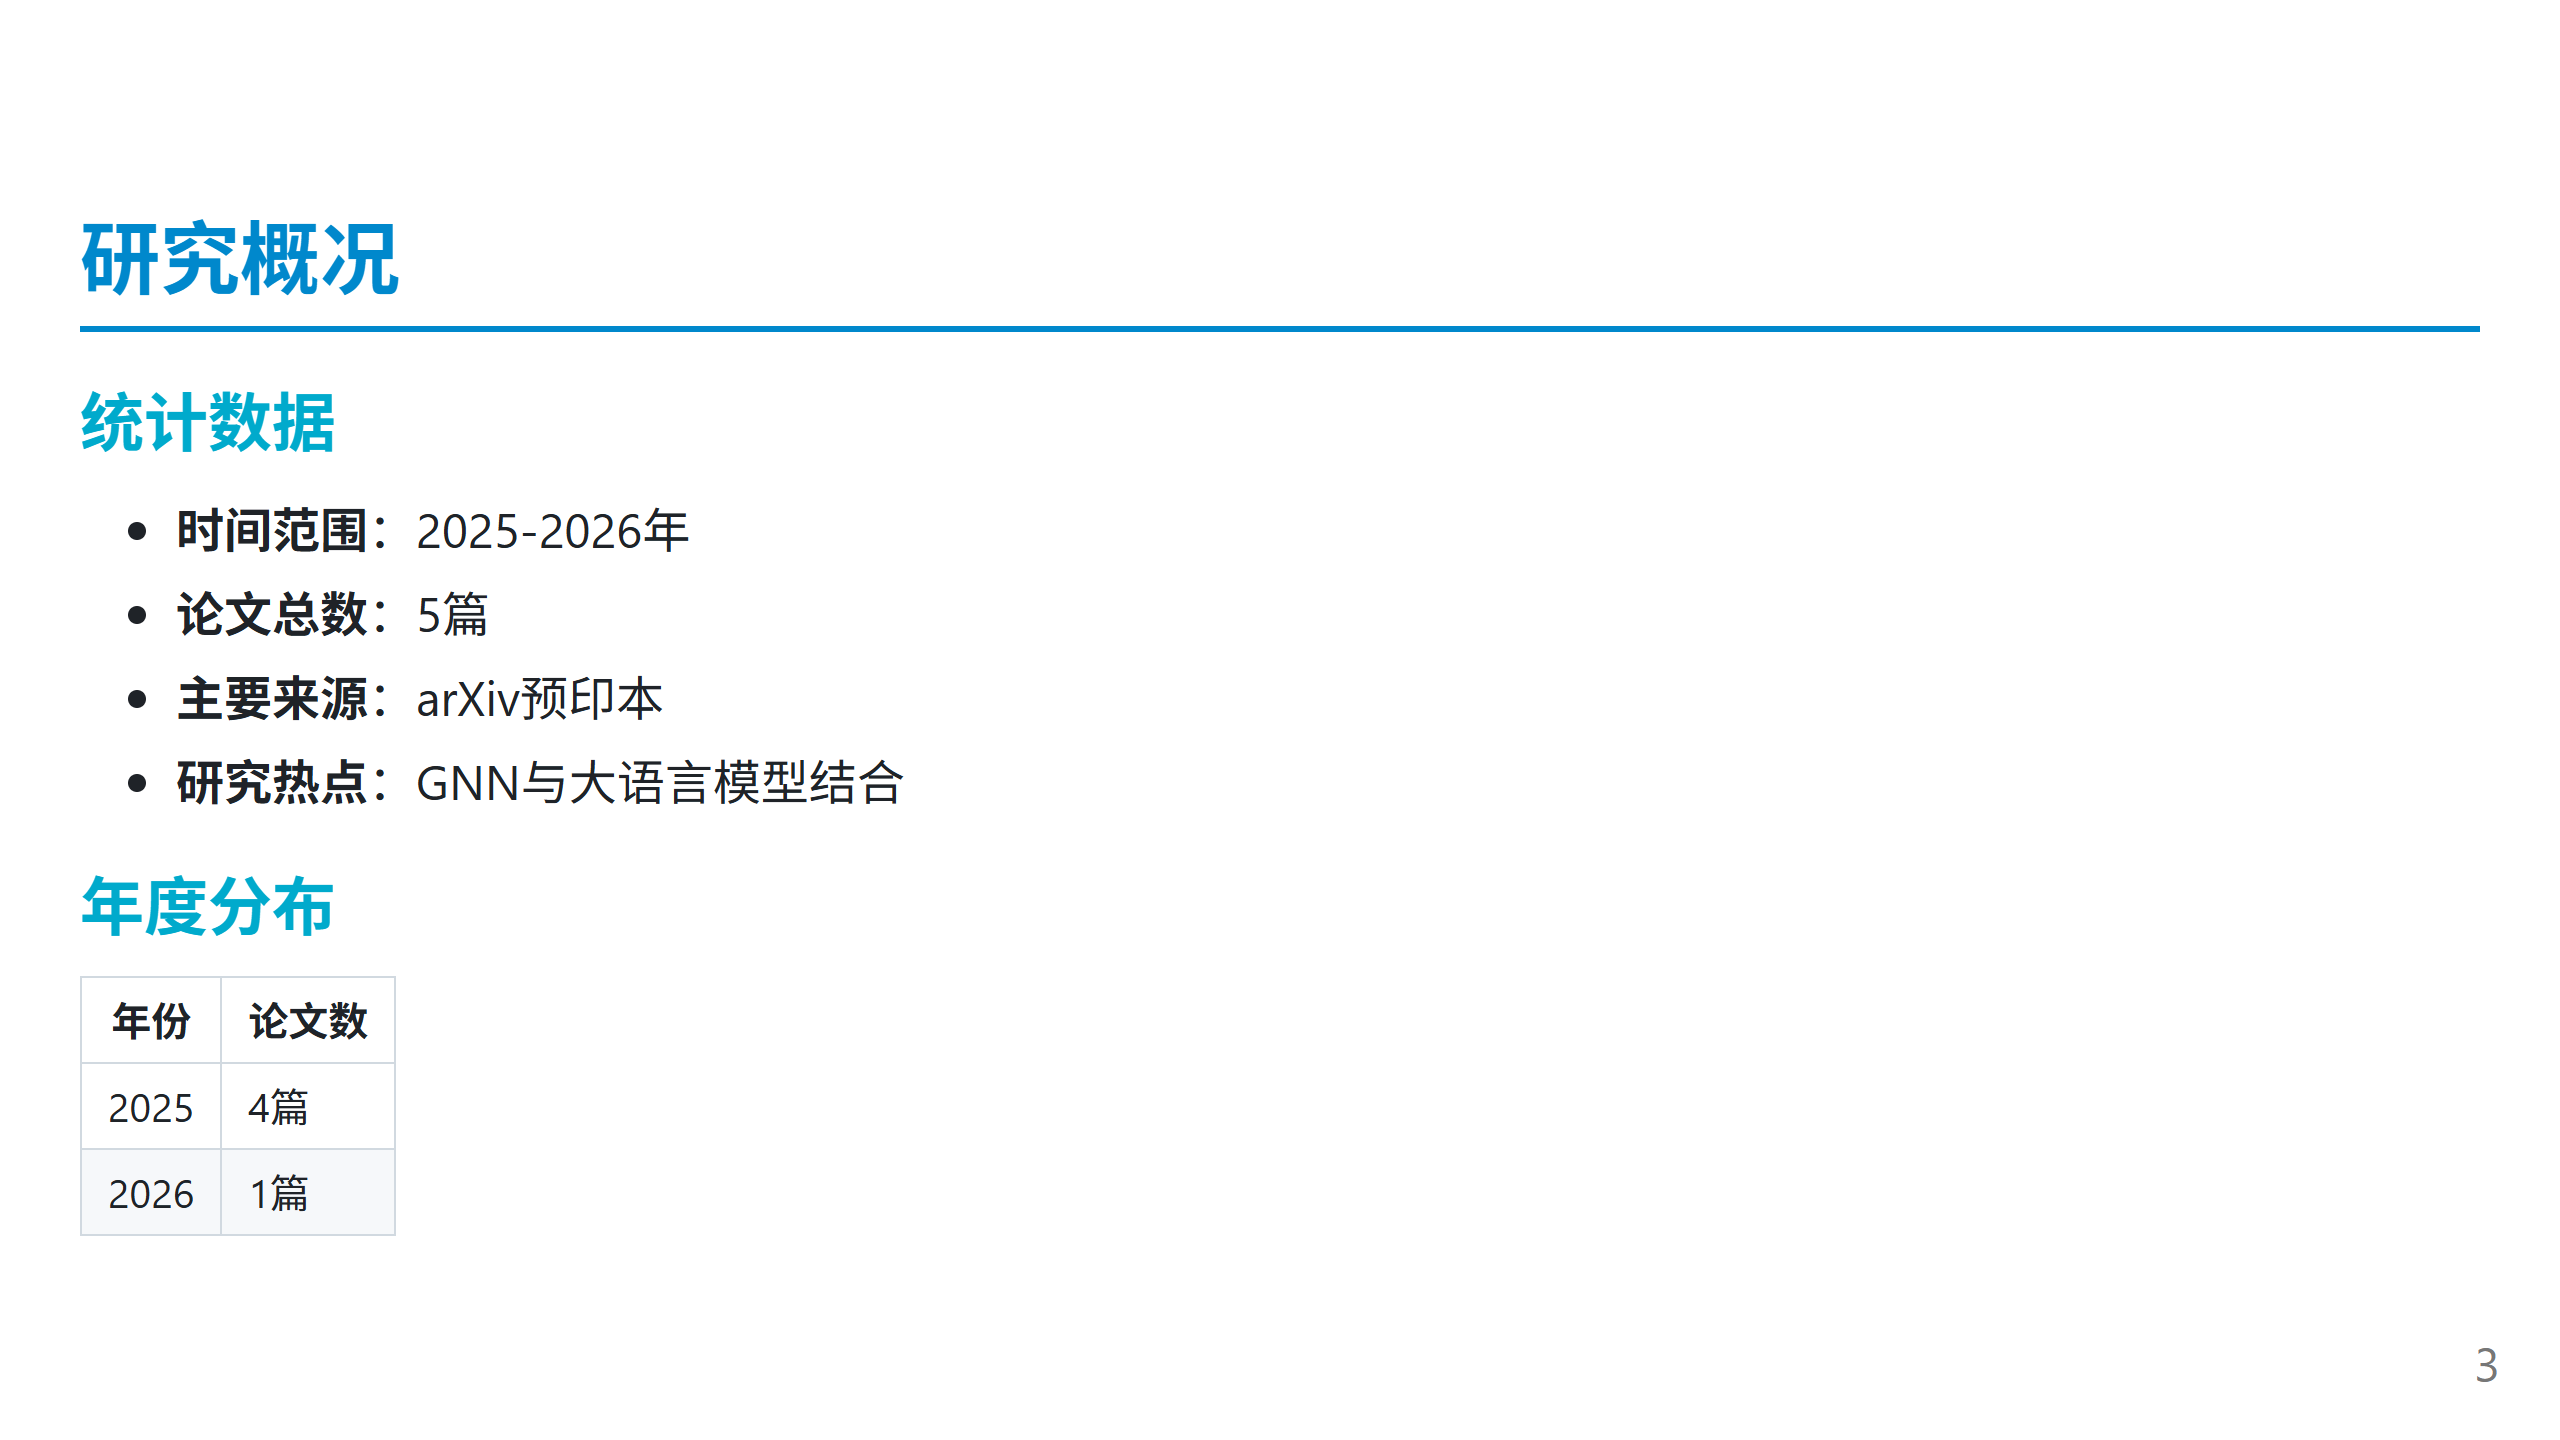 研究概况
统计数据
• 时间范围：2025-2026年
• 论文总数：5篇
• 主要来源：arXiv预印本
• 研究热点：GNN与大语言模型结合
年度分布
年份 论文数
2025 4篇
2026 1篇
3